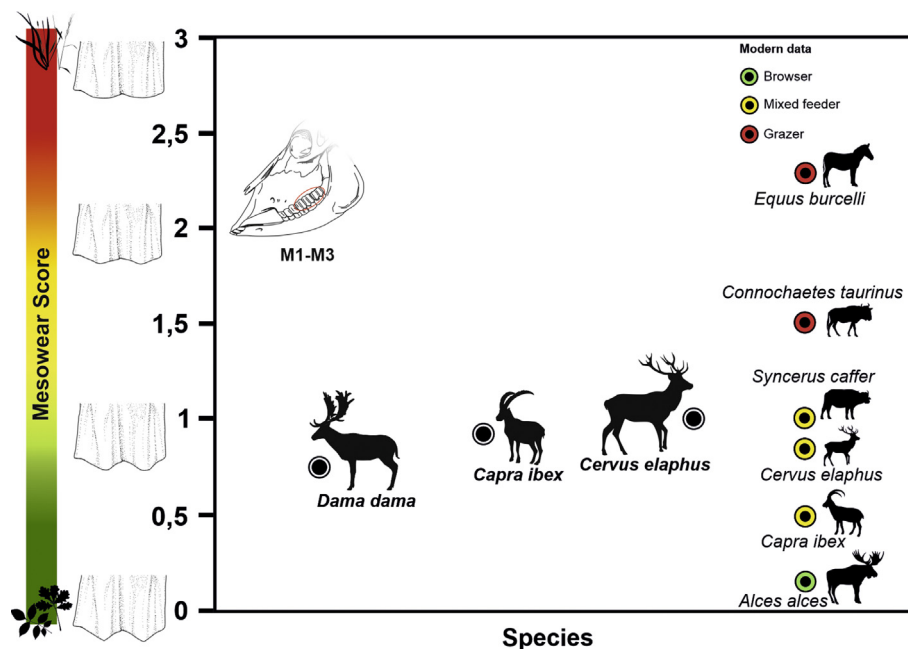 Mesowear Score
3
2,5
2
1,5
1
0,5
0
M1-M3
Modern data
Browser
Mixed feeder
Grazer
Equus burcelli
Connochaetes taurinus
Syncerus caffer
Cervus elaphus
Capra ibex
Alces alces
Dama dama
Capra ibex
Cervus elaphus
Species